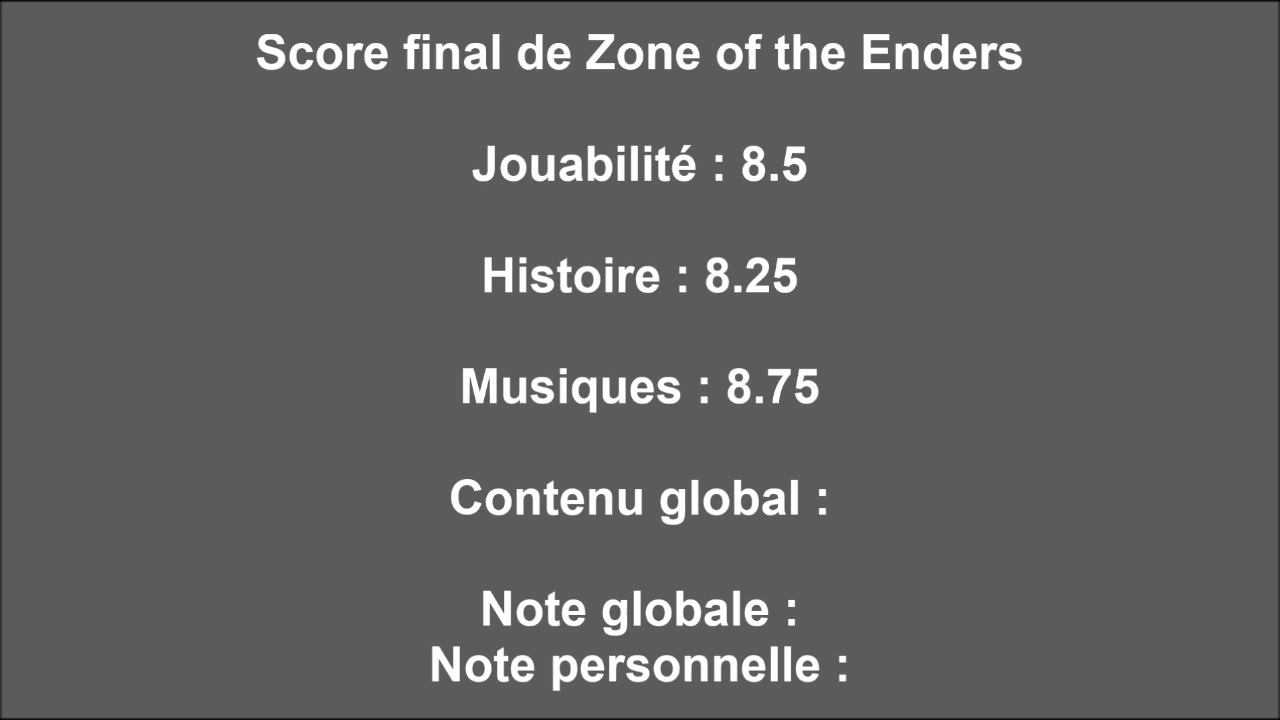 Score final de Zone of the Enders
Jouabilité : 8.5
Histoire : 8.25
Musiques : 8.75
Contenu global :
Note globale :
Note personnelle :